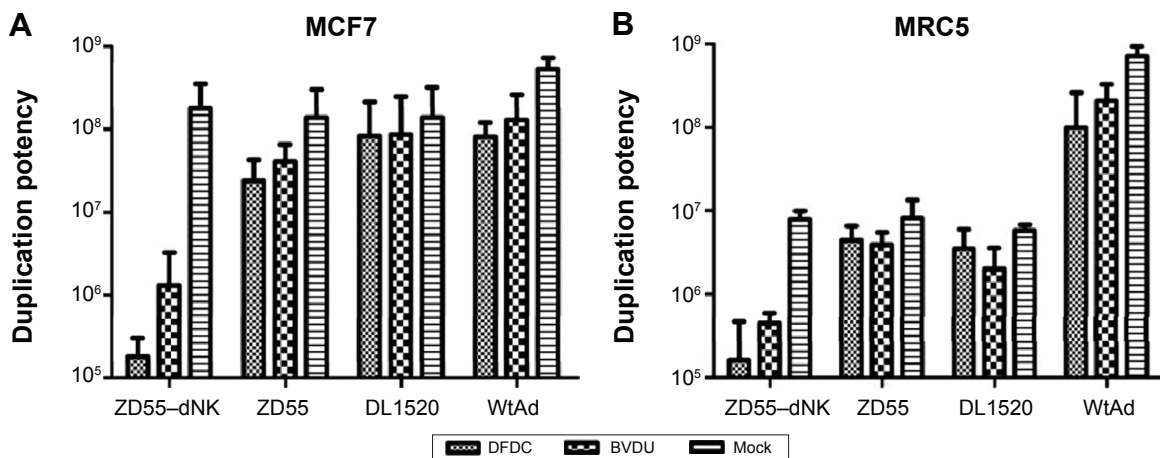 A
MCF7
Duplication potency
10⁹
10⁸
10⁷
10⁶
10⁵
ZD55–dNK ZD55 DL1520 WtAd
B
MRC5
Duplication potency
10⁹
10⁸
10⁷
10⁶
10⁵
ZD55–dNK ZD55 DL1520 WtAd
DFDC BVDU Mock